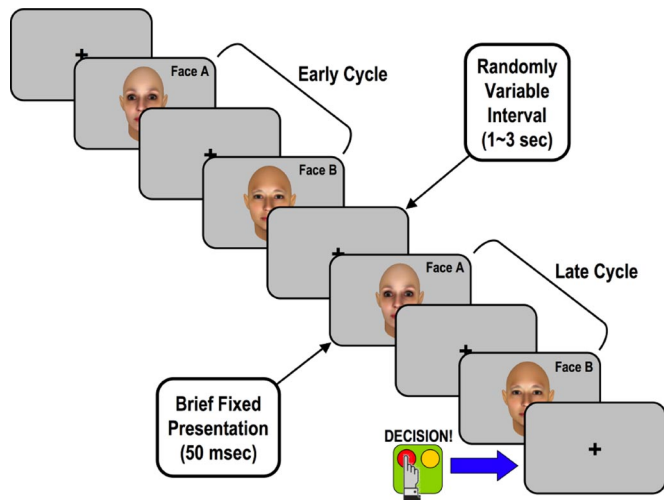 Face A
Early Cycle
Randomly
Variable
Interval
(1~3 sec)
Face B
Face A
Late Cycle
Face B
Brief Fixed
Presentation
(50 msec)
DECISION!